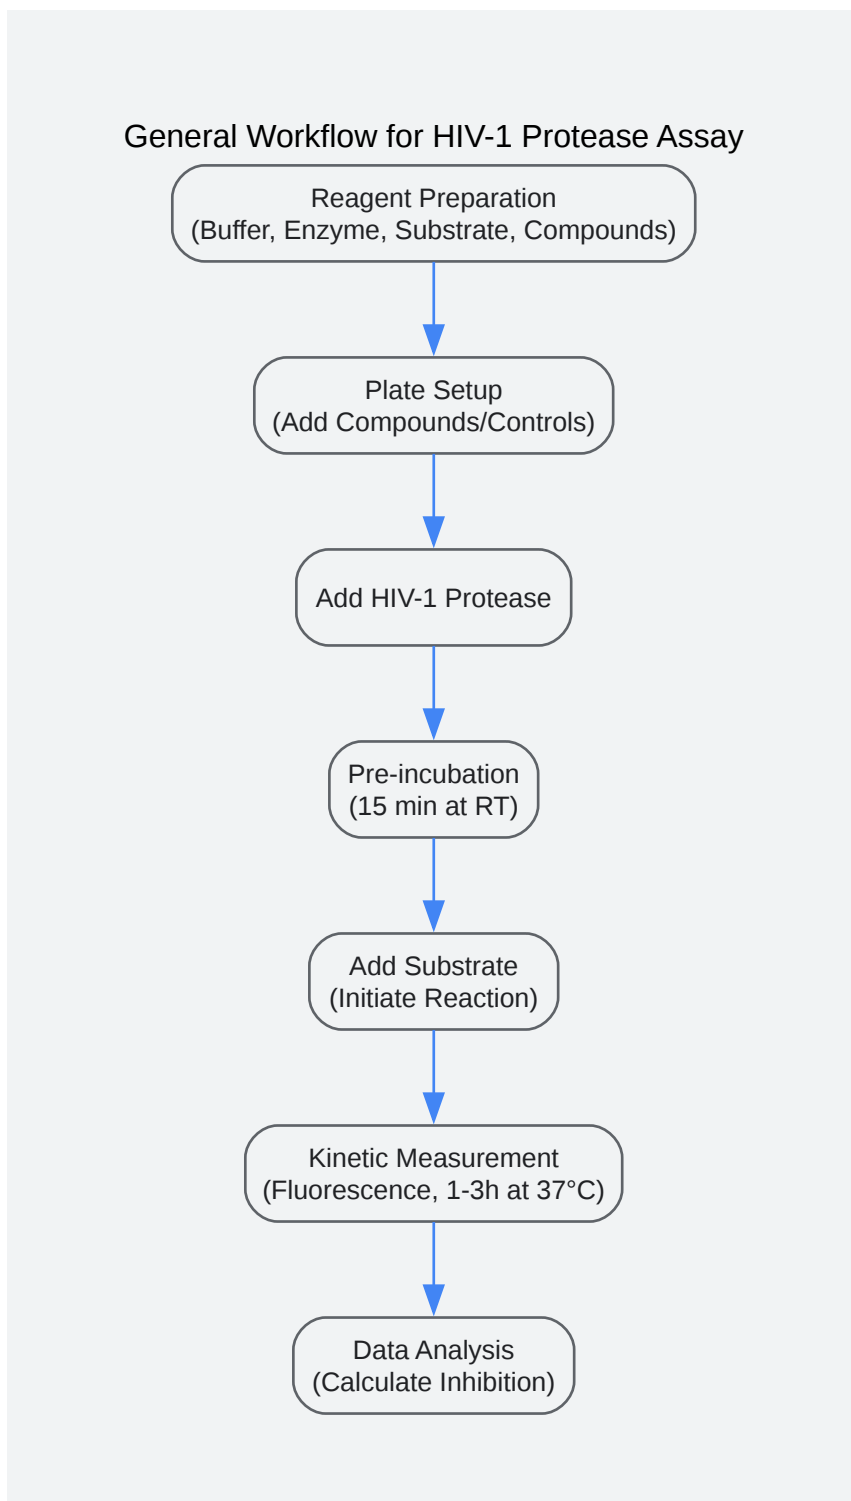 General Workflow for HIV-1 Protease Assay
Reagent Preparation
(Buffer, Enzyme, Substrate, Compounds)
Plate Setup
(Add Compounds/Controls)
Add HIV-1 Protease
Pre-incubation
(15 min at RT)
Add Substrate
(Initiate Reaction)
Kinetic Measurement
(Fluorescence, 1-3h at 37°C)
Data Analysis
(Calculate Inhibition)